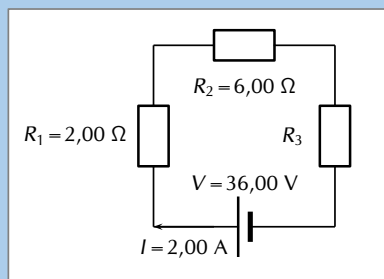 R₂ = 6,00 Ω
R₁ = 2,00 Ω
R₃
V = 36,00 V
I = 2,00 A